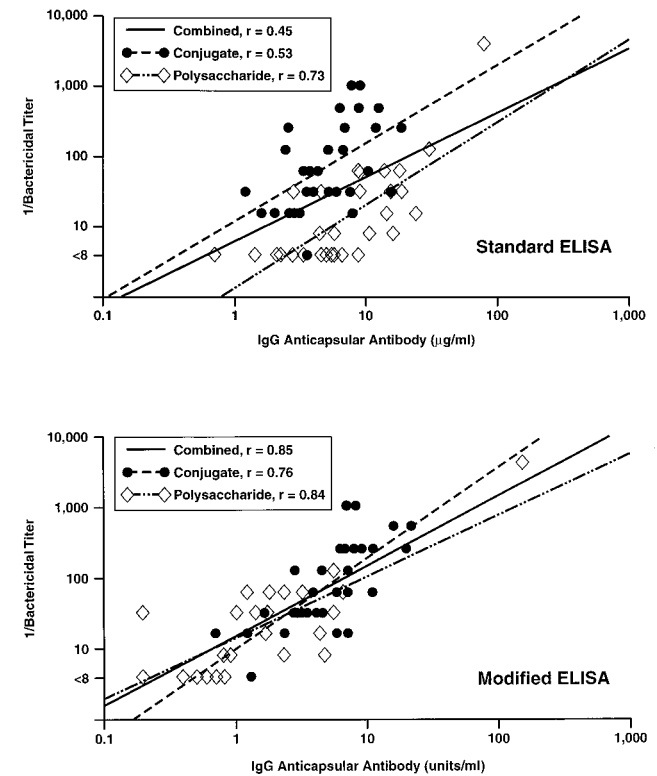 10,000
1,000
100
10
<8
1/Bactericidal Titer
Combined, r = 0.45
Conjugate, r = 0.53
Polysaccharide, r = 0.73
Standard ELISA
0.1 1 10 100 1,000
IgG Anticapsular Antibody (µg/ml)
10,000
1,000
100
10
<8
1/Bactericidal Titer
Combined, r = 0.85
Conjugate, r = 0.76
Polysaccharide, r = 0.84
Modified ELISA
0.1 1 10 100 1,000
IgG Anticapsular Antibody (units/ml)